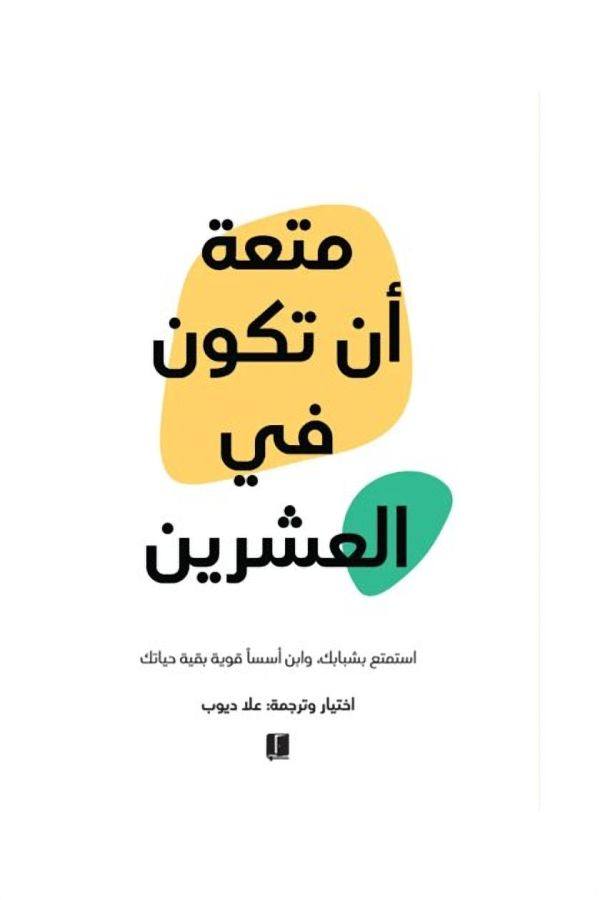 متعة
أن تكون
في
العشرين
استمتع بشبابك، وابن أسساً قوية بقية حياتك
اختيار وترجمة: علا ديوب